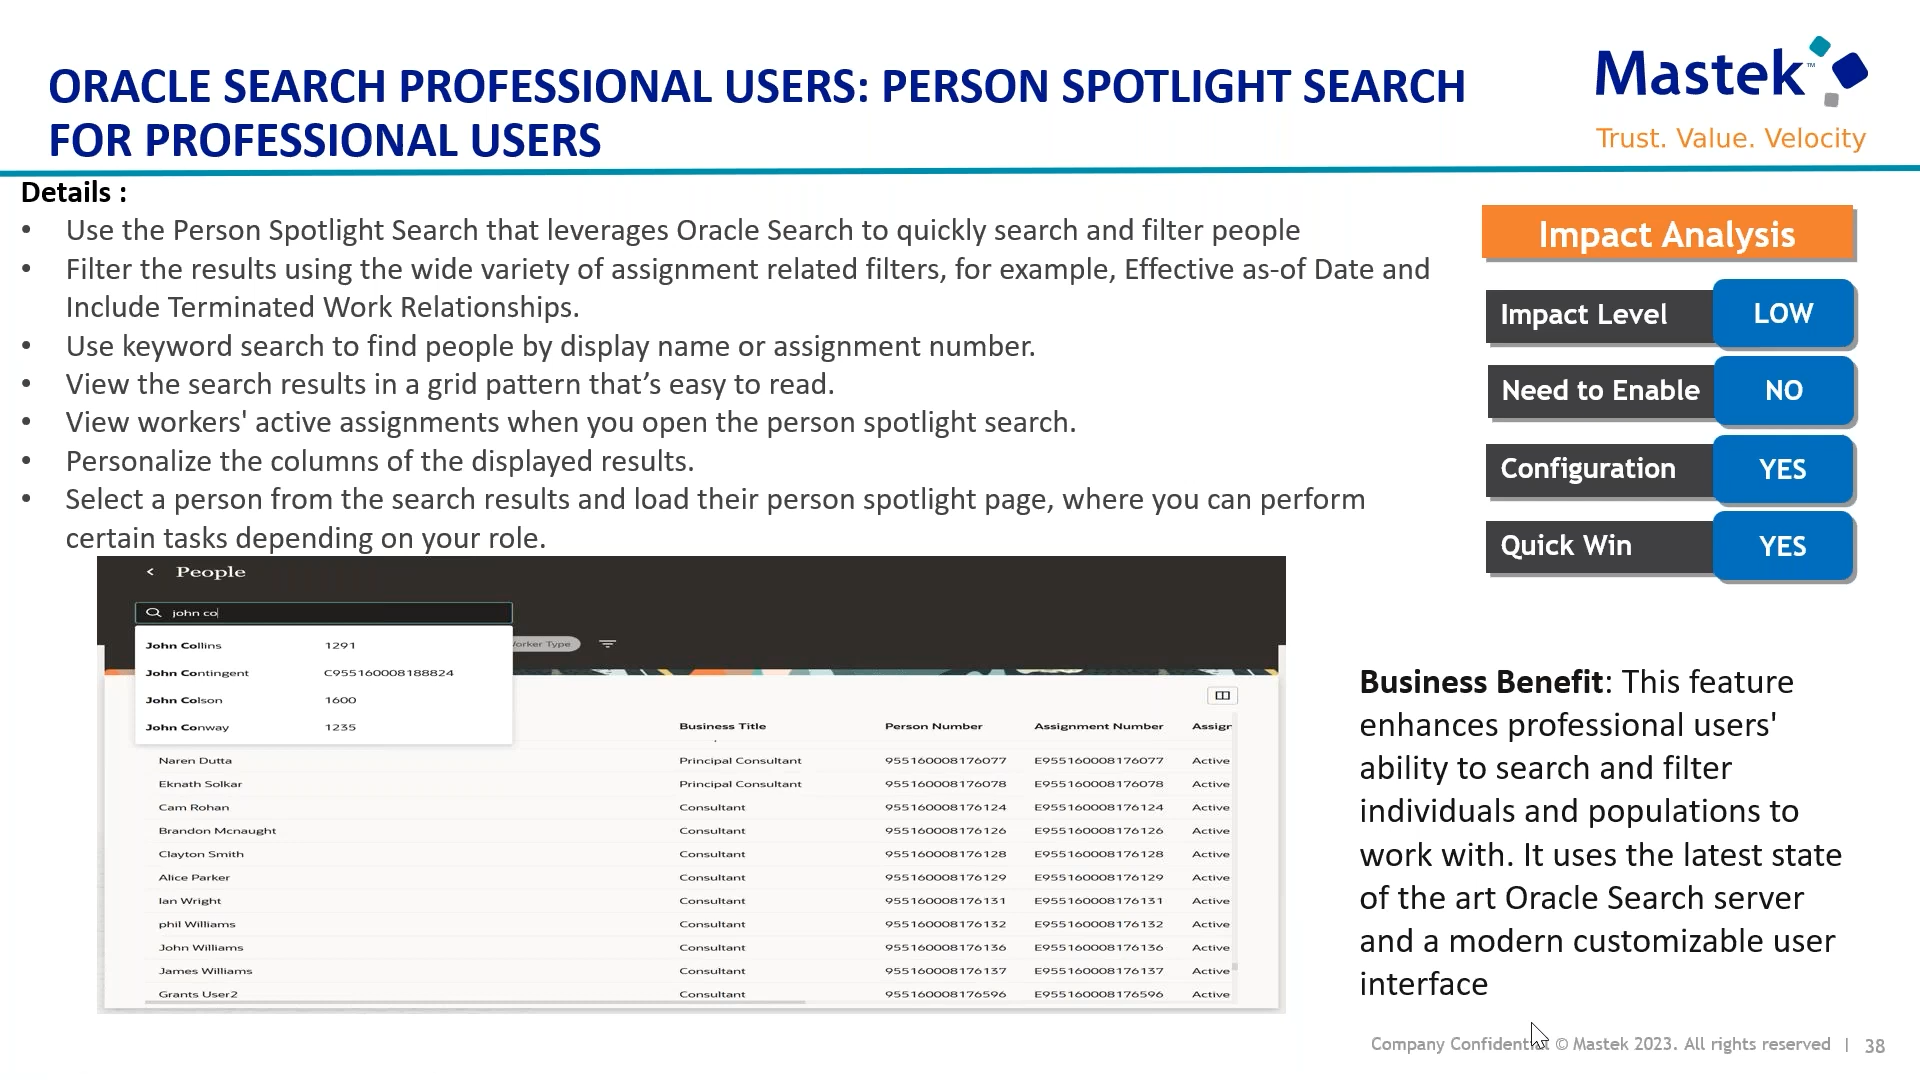 ORACLE SEARCH PROFESSIONAL USERS: PERSON SPOTLIGHT SEARCH
FOR PROFESSIONAL USERS
Mastek™
Trust. Value. Velocity
Details :
• Use the Person Spotlight Search that leverages Oracle Search to quickly search and filter people
• Filter the results using the wide variety of assignment related filters, for example, Effective as-of Date and
Include Terminated Work Relationships.
• Use keyword search to find people by display name or assignment number.
• View the search results in a grid pattern that’s easy to read.
• View workers' active assignments when you open the person spotlight search.
• Personalize the columns of the displayed results.
• Select a person from the search results and load their person spotlight page, where you can perform
certain tasks depending on your role.
Impact Analysis
Impact Level LOW
Need to Enable NO
Configuration YES
Quick Win YES
< People
john co
John Collins 1291
John Contingent C955160008188824
John Colson 1600
John Conway 1235
Worker Type
Business Title Person Number Assignment Number Assigr
Naren Dutta Principal Consultant 955160008176077 E955160008176077 Active
Eknath Solkar Principal Consultant 955160008176078 E955160008176078 Active
Cam Rohan Consultant 955160008176124 E955160008176124 Active
Brandon Mcnaught Consultant 955160008176126 E955160008176126 Active
Clayton Smith Consultant 955160008176128 E955160008176128 Active
Alice Parker Consultant 955160008176129 E955160008176129 Active
Ian Wright Consultant 955160008176131 E955160008176131 Active
phil Williams Consultant 955160008176132 E955160008176132 Active
John Williams Consultant 955160008176136 E955160008176136 Active
James Williams Consultant 955160008176137 E955160008176137 Active
Grants User2 Consultant 955160008176596 E955160008176596 Active
Business Benefit: This feature
enhances professional users'
ability to search and filter
individuals and populations to
work with. It uses the latest state
of the art Oracle Search server
and a modern customizable user
interface
Company Confidential © Mastek 2023. All rights reserved | 38